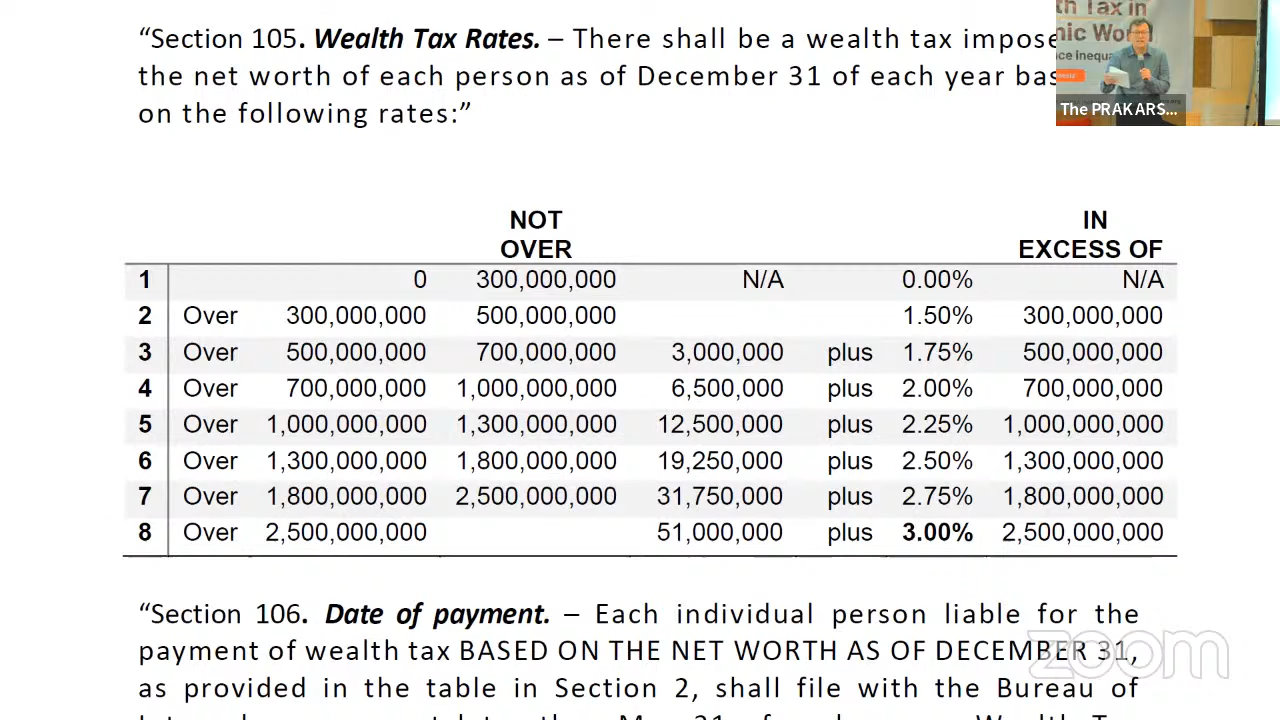 “Section 105. Wealth Tax Rates. – There shall be a wealth tax
the net worth of each person as of December 31 of each year
on the following rates:”
th Tax in
nic Wo
The PRAKARS...
NOT OVER IN EXCESS OF
1 0 300,000,000 N/A 0.00% N/A
2 Over 300,000,000 500,000,000 1.50% 300,000,000
3 Over 500,000,000 700,000,000 3,000,000 plus 1.75% 500,000,000
4 Over 700,000,000 1,000,000,000 6,500,000 plus 2.00% 700,000,000
5 Over 1,000,000,000 1,300,000,000 12,500,000 plus 2.25% 1,000,000,000
6 Over 1,300,000,000 1,800,000,000 19,250,000 plus 2.50% 1,300,000,000
7 Over 1,800,000,000 2,500,000,000 31,750,000 plus 2.75% 1,800,000,000
8 Over 2,500,000,000 51,000,000 plus 3.00% 2,500,000,000
“Section 106. Date of payment. – Each individual person liable for the
payment of wealth tax BASED ON THE NET WORTH AS OF DECEMBER 31,
as provided in the table in Section 2, shall file with the Bureau of
zoom